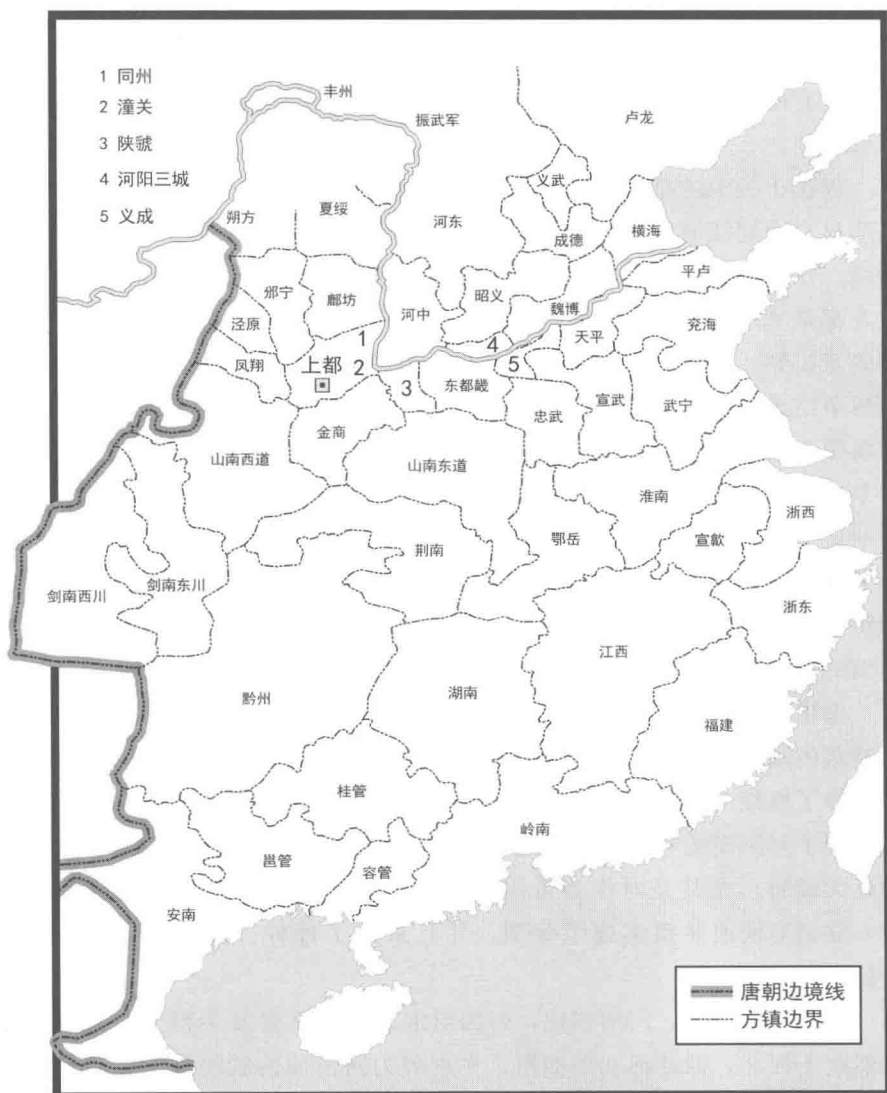 1 同州
2 潼关
3 陕虢
4 河阳三城
5 义成
丰州
振武军
卢龙
义武
朔方
夏绥
河东
成德
横海
邠宁
鄜坊
河中
昭义
魏博
平卢
泾原
天平
兖海
凤翔
上都
1
2
3
4
5
东都畿
忠武
宣武
武宁
金商
山南西道
山南东道
淮南
浙西
鄂岳
宣歙
荆南
剑南西川
剑南东川
浙东
江西
黔州
湖南
福建
桂管
岭南
邕管
容管
安南
唐朝边境线
方镇边界